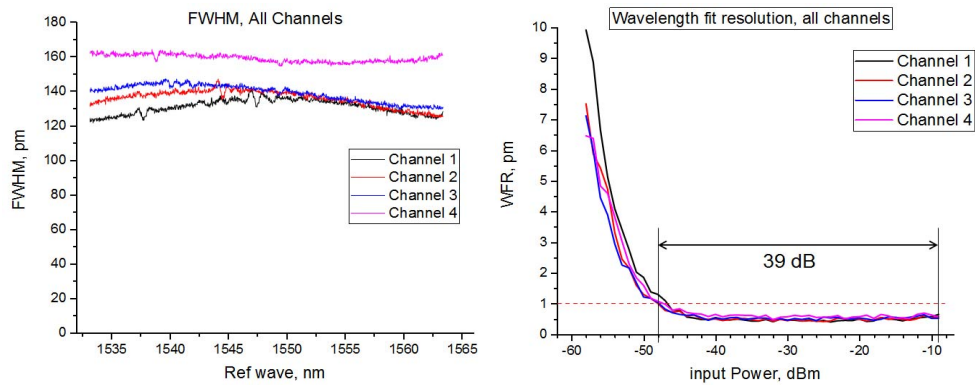 FWHM, All Channels
180
160
140
120
100
80
60
40
20
0
FWHM, pm
Channel 1
Channel 2
Channel 3
Channel 4
1535 1540 1545 1550 1555 1560 1565
Ref wave, nm
Wavelength fit resolution, all channels
10
9
8
7
6
5
4
3
2
1
0
WFR, pm
Channel 1
Channel 2
Channel 3
Channel 4
39 dB
-60 -50 -40 -30 -20 -10
input Power, dBm